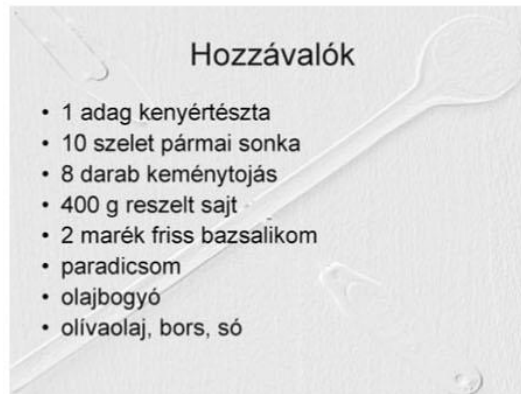 Hozzávalók
• 1 adag kenyértészta
• 10 szelet pármai sonka
• 8 darab keménytojás
• 400 g reszelt sajt
• 2 marék friss bazsalikom
• paradicsom
• olajbogyó
• olívaolaj, bors, só